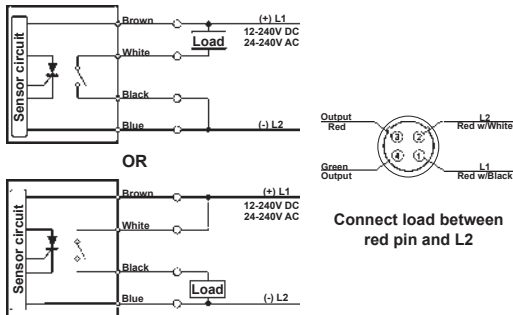 Sensor circuit
Brown
(+) L1
12-240V DC
24-240V AC
Load
White
Black
Blue
(-) L2
OR
Sensor circuit
Brown
(+) L1
12-240V DC
24-240V AC
White
Black
Load
Blue
(-) L2
Output
Red
L2
Red w/White
3 2
4 1
Green
Output
L1
Red w/Black
Connect load between
red pin and L2